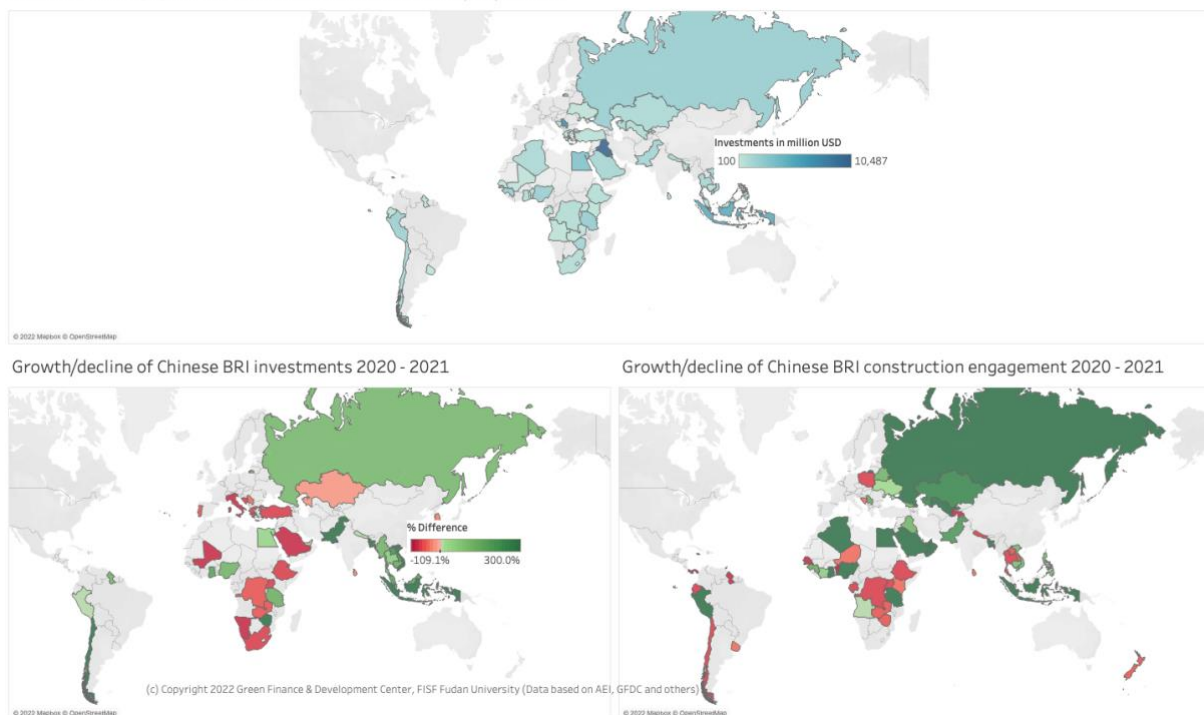 Investments in million USD
100 10,487
© 2022 Mapbox © OpenStreetMap
Growth/decline of Chinese BRI investments 2020 - 2021
Growth/decline of Chinese BRI construction engagement 2020 - 2021
% Difference
-109.1% 300.0%
(c) Copyright 2022 Green Finance & Development Center, FISF Fudan University (Data based on AEI, GFDC and others)
© 2022 Mapbox © OpenStreetMap
© 2022 Mapbox © OpenStreetMap